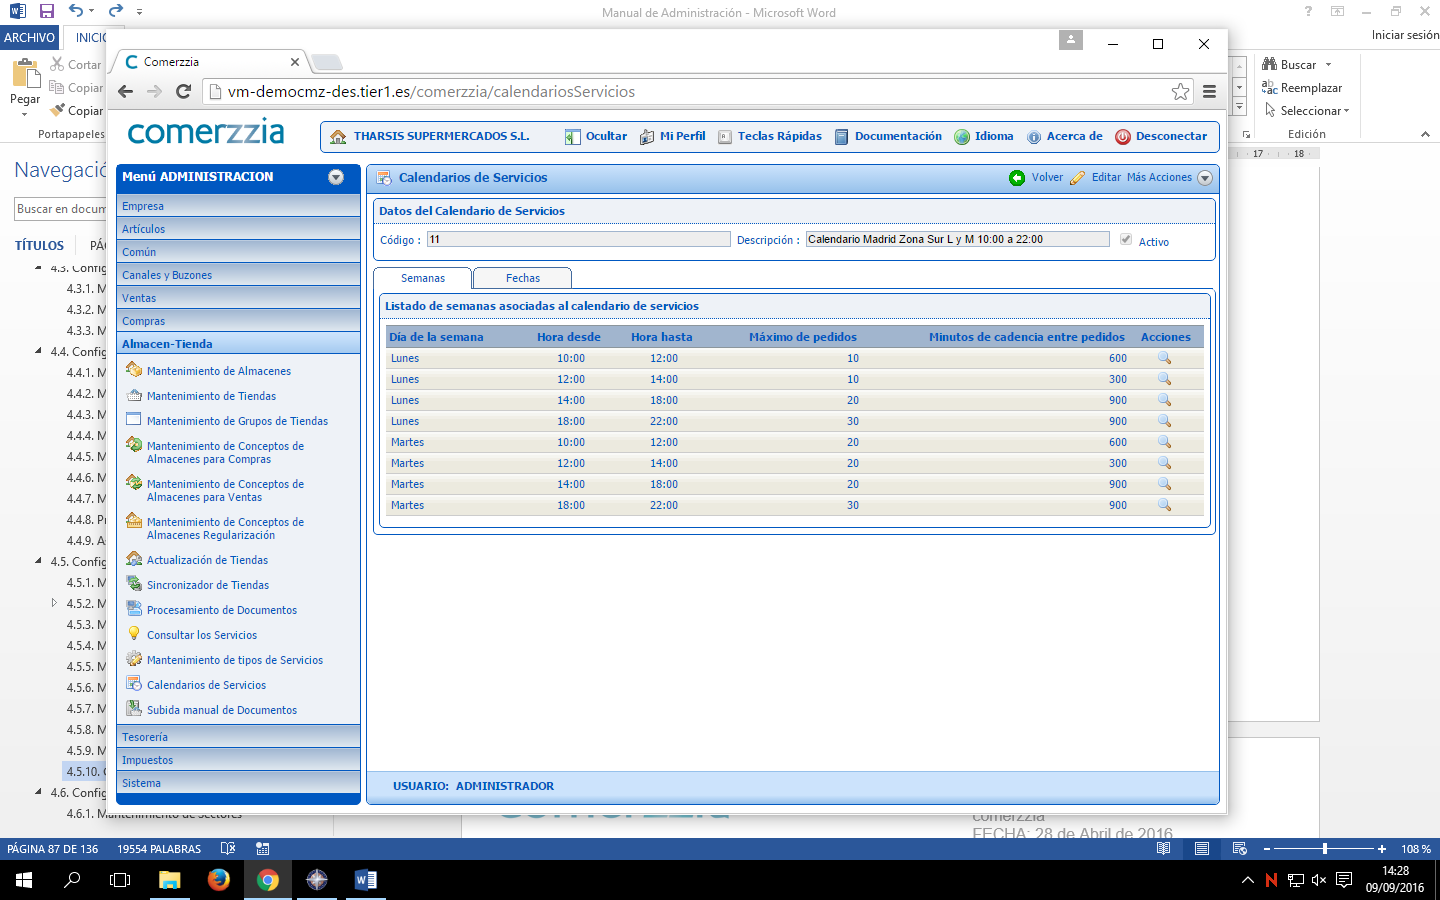 Manual de Administración - Microsoft Word
ARCHIVO
INICI
Iniciar sesión
Pegar
Cortar
Copiar
Copiar
Portapapeles
Buscar
Reemplazar
Seleccionar
Edición
Comerzzia
vm-democmz-des.tier1.es/comerzzia/calendariosServicios
comerzzia
THARSIS SUPERMERCADOS S.L.
Ocultar
Mi Perfil
Teclas Rápidas
Documentación
Idioma
Acerca de
Desconectar
17
18
Navegació
Buscar en docum
TÍTULOS
PÁ
4.3. Config
4.3.1. M
4.3.2. M
4.3.3. M
4.4. Config
4.4.1. M
4.4.2. M
4.4.3. M
4.4.4. M
4.4.5. M
4.4.6. M
4.4.7. M
4.4.8. Pr
4.4.9. A
4.5. Config
4.5.1. M
4.5.2. M
4.5.3. M
4.5.4. M
4.5.5. M
4.5.6. M
4.5.7. M
4.5.8. M
4.5.9. M
4.5.10. C
4.6. Config
4.6.1. Mantenimiento de Sectores
Menú ADMINISTRACION
Empresa
Artículos
Común
Canales y Buzones
Ventas
Compras
Almacen-Tienda
Mantenimiento de Almacenes
Mantenimiento de Tiendas
Mantenimiento de Grupos de Tiendas
Mantenimiento de Conceptos de
Almacenes para Compras
Mantenimiento de Conceptos de
Almacenes para Ventas
Mantenimiento de Conceptos de
Almacenes Regularización
Actualización de Tiendas
Sincronizador de Tiendas
Procesamiento de Documentos
Consultar los Servicios
Mantenimiento de tipos de Servicios
Calendarios de Servicios
Subida manual de Documentos
Tesorería
Impuestos
Sistema
Calendarios de Servicios
Volver
Editar
Más Acciones
Datos del Calendario de Servicios
Código : 11 Descripción : Calendario Madrid Zona Sur L y M 10:00 a 22:00 Activo
Semanas
Fechas
Listado de semanas asociadas al calendario de servicios
Día de la semana Hora desde Hora hasta Máximo de pedidos Minutos de cadencia entre pedidos Acciones
Lunes 10:00 12:00 10 600
Lunes 12:00 14:00 10 300
Lunes 14:00 18:00 20 900
Lunes 18:00 22:00 30 900
Martes 10:00 12:00 20 600
Martes 12:00 14:00 20 300
Martes 14:00 18:00 20 900
Martes 18:00 22:00 30 900
USUARIO: ADMINISTRADOR
comerzzia
comerzzia
FECHA: 28 de Abril de 2016
PÁGINA 87 DE 136
19554 PALABRAS
108 %
14:28
09/09/2016